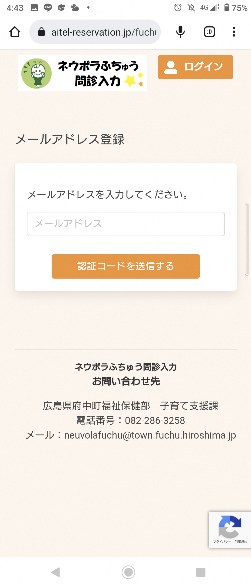 4:43
4G
75%
aitel-reservation.jp/fuchu
:D
ネウボラふちゅう
問診入力
ログイン
メールアドレス登録
メールアドレスを入力してください。
メールアドレス
認証コードを送信する
ネウボラふちゅう問診入力
お問い合わせ先
広島県府中町福祉保健部 子育て支援課
電話番号：082-286-3258
メール：neuvolafuchu@town.fuchu.hiroshima.jp